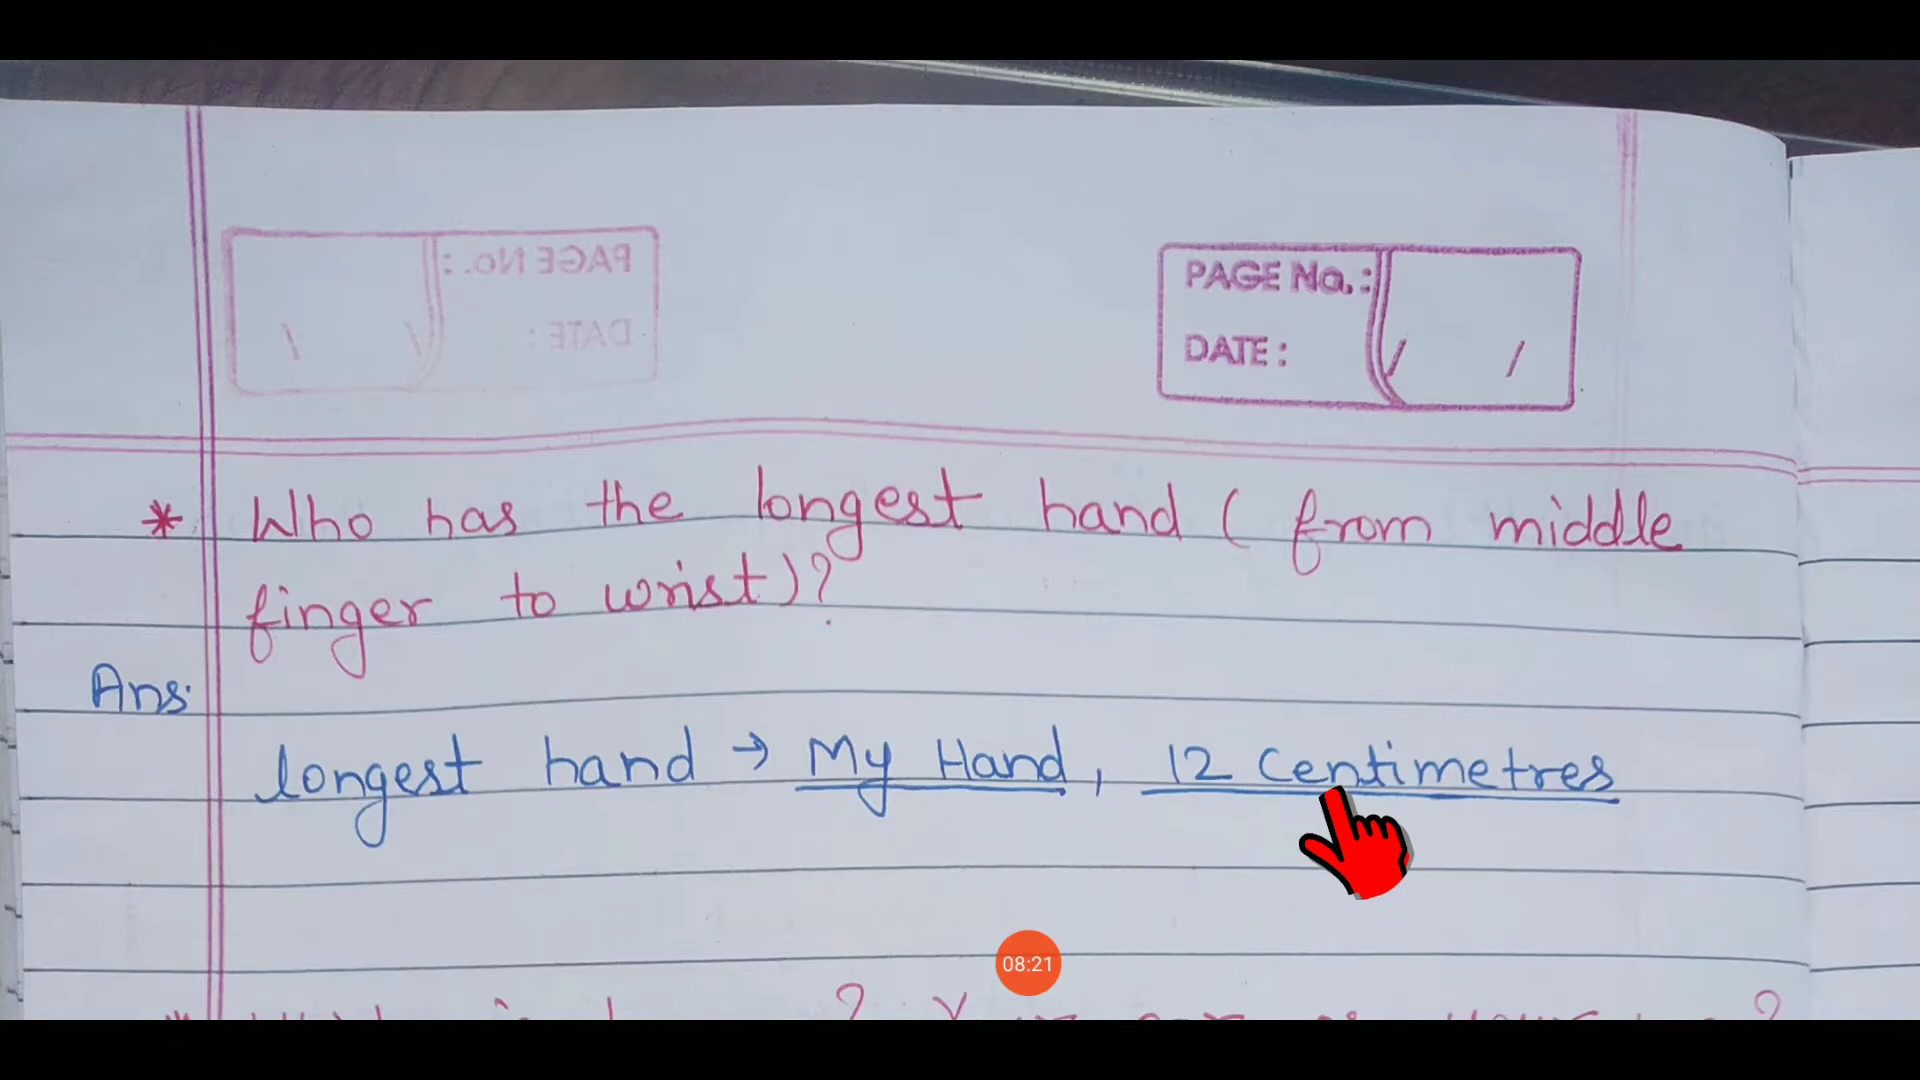 PAGE No.:
DATE: / /
* Who has the longest hand ( from middle
finger to wrist)?
Ans.
longest hand → My Hand, 12 Centimetres
08:21